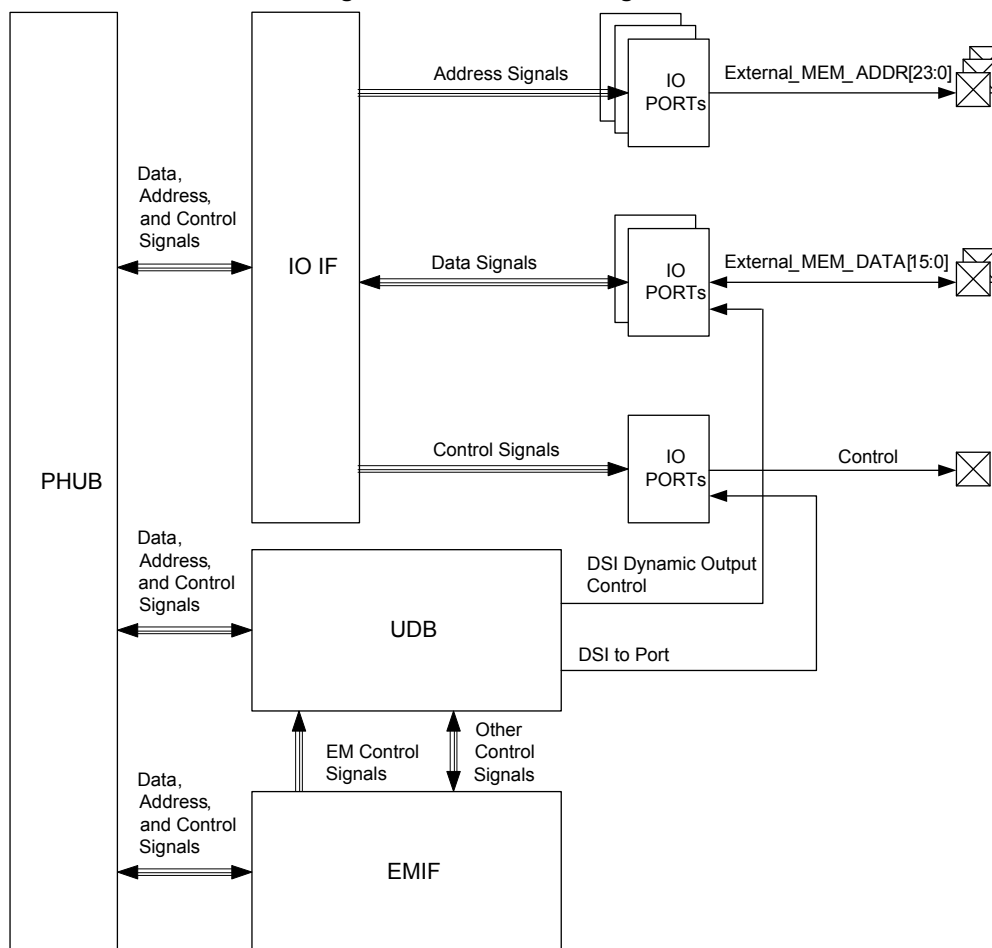 Address Signals
IO
PORTs
External_MEM_ADDR[23:0]
Data,
Address,
and Control
Signals
IO IF
Data Signals
IO
PORTs
External_MEM_DATA[15:0]
Control Signals
IO
PORTs
Control
PHUB
Data,
Address,
and Control
Signals
UDB
DSI Dynamic Output
Control
DSI to Port
EM Control
Signals
Other
Control
Signals
Data,
Address,
and Control
Signals
EMIF